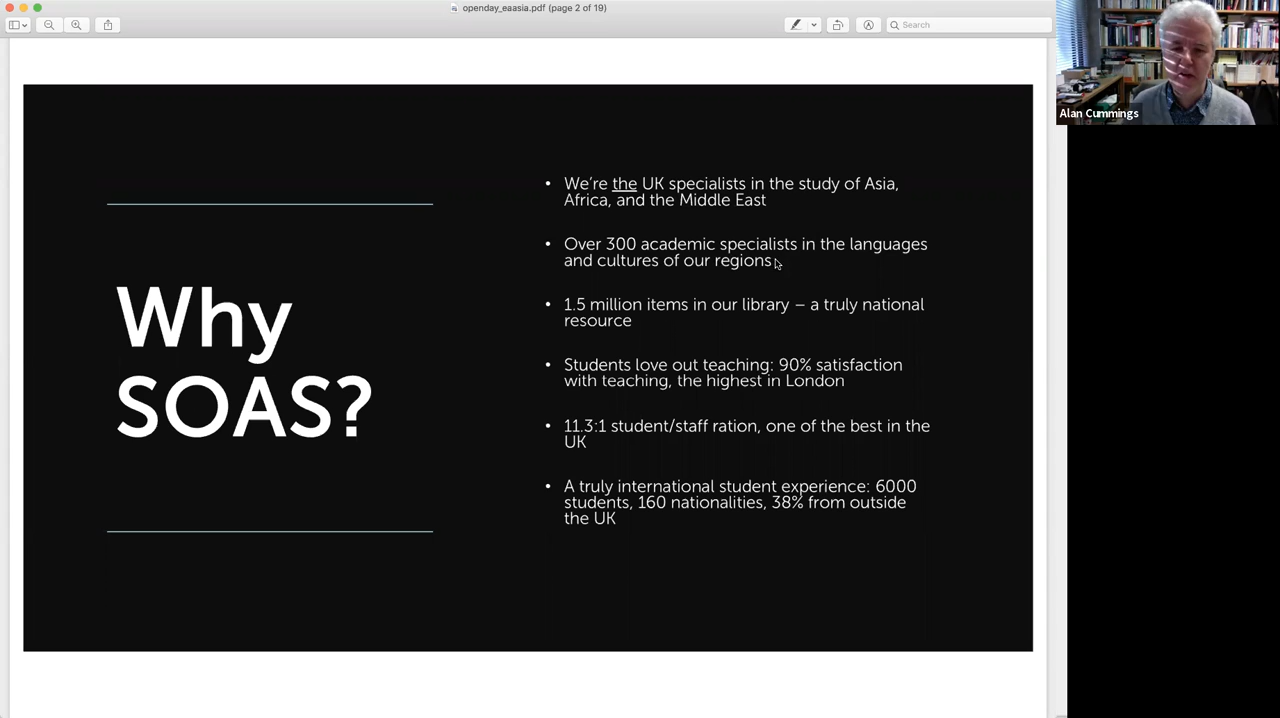 openday_eaasia.pdf (page 2 of 19)
Search
Alan Cummings
Why
SOAS?
• We're the UK specialists in the study of Asia,
Africa, and the Middle East
• Over 300 academic specialists in the languages
and cultures of our regions
• 1.5 million items in our library – a truly national
resource
• Students love out teaching: 90% satisfaction
with teaching, the highest in London
• 11.3:1 student/staff ration, one of the best in the
UK
• A truly international student experience: 6000
students, 160 nationalities, 38% from outside
the UK